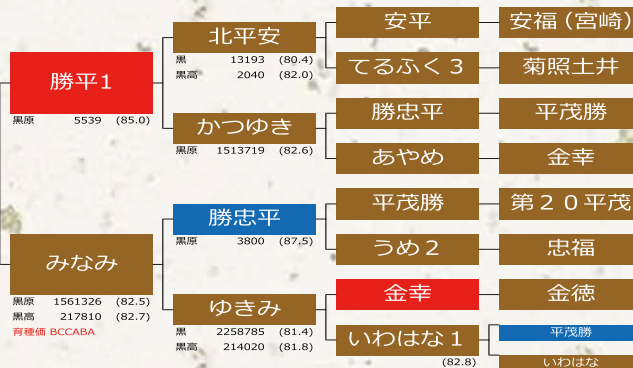 勝平1
黒原 5539 (85.0)
みなみ
黒原 1561326 (82.5)
黒高 217810 (82.7)
育種価 BCCABA
北平安
黒 13193 (80.4)
黒高 2040 (82.0)
かつゆき
黒原 1513719 (82.6)
勝忠平
黒原 3800 (87.5)
ゆきみ
黒 2258785 (81.4)
黒高 214020 (81.8)
安平
てるふく3
勝忠平
あやめ
平茂勝
うめ2
金幸
いわはな1
(82.8)
安福(宮崎)
菊照土井
平茂勝
金幸
第20平茂
忠福
金徳
平茂勝
いわはな